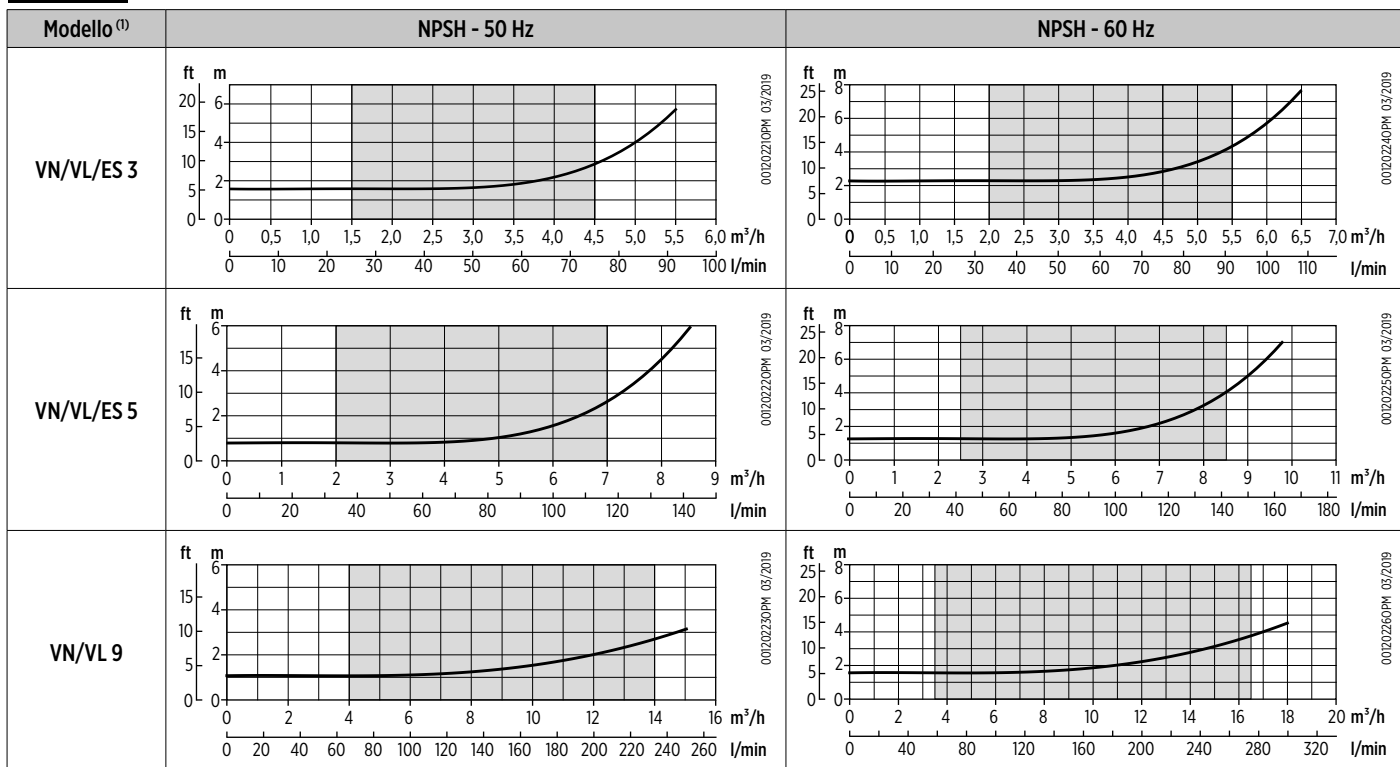 Modello (1) NPSH - 50 Hz NPSH - 60 Hz
VN/VL/ES 3
ft m
20 15 10 5 0
6 4 2 0
0 0,5 1,0 1,5 2,0 2,5 3,0 3,5 4,0 4,5 5,0 5,5 6,0 m³/h
0 10 20 30 40 50 60 70 80 90 100 l/min
001202210PM 03/2019
ft m
25 20 15 10 5 0
8 6 4 2 0
0 0,5 1,0 1,5 2,0 2,5 3,0 3,5 4,0 4,5 5,0 5,5 6,0 6,5 7,0 m³/h
0 10 20 30 40 50 60 70 80 90 100 110 l/min
001202240PM 03/2019
VN/VL/ES 5
ft m
15 10 5 0
6 4 2 0
0 1 2 3 4 5 6 7 8 9 m³/h
0 20 40 60 80 100 120 140 l/min
001202220PM 03/2019
ft m
25 20 15 10 5 0
8 6 4 2 0
0 1 2 3 4 5 6 7 8 9 10 11 m³/h
0 20 40 60 80 100 120 140 160 180 l/min
001202250PM 03/2019
VN/VL 9
ft m
15 10 5 0
6 4 2 0
0 2 4 6 8 10 12 14 16 m³/h
0 20 40 60 80 100 120 140 160 180 200 220 240 260 l/min
001202230PM 03/2019
ft m
25 20 15 10 5 0
8 6 4 2 0
0 2 4 6 8 10 12 14 16 18 20 m³/h
0 40 80 120 160 200 240 280 320 l/min
001202260PM 03/2019